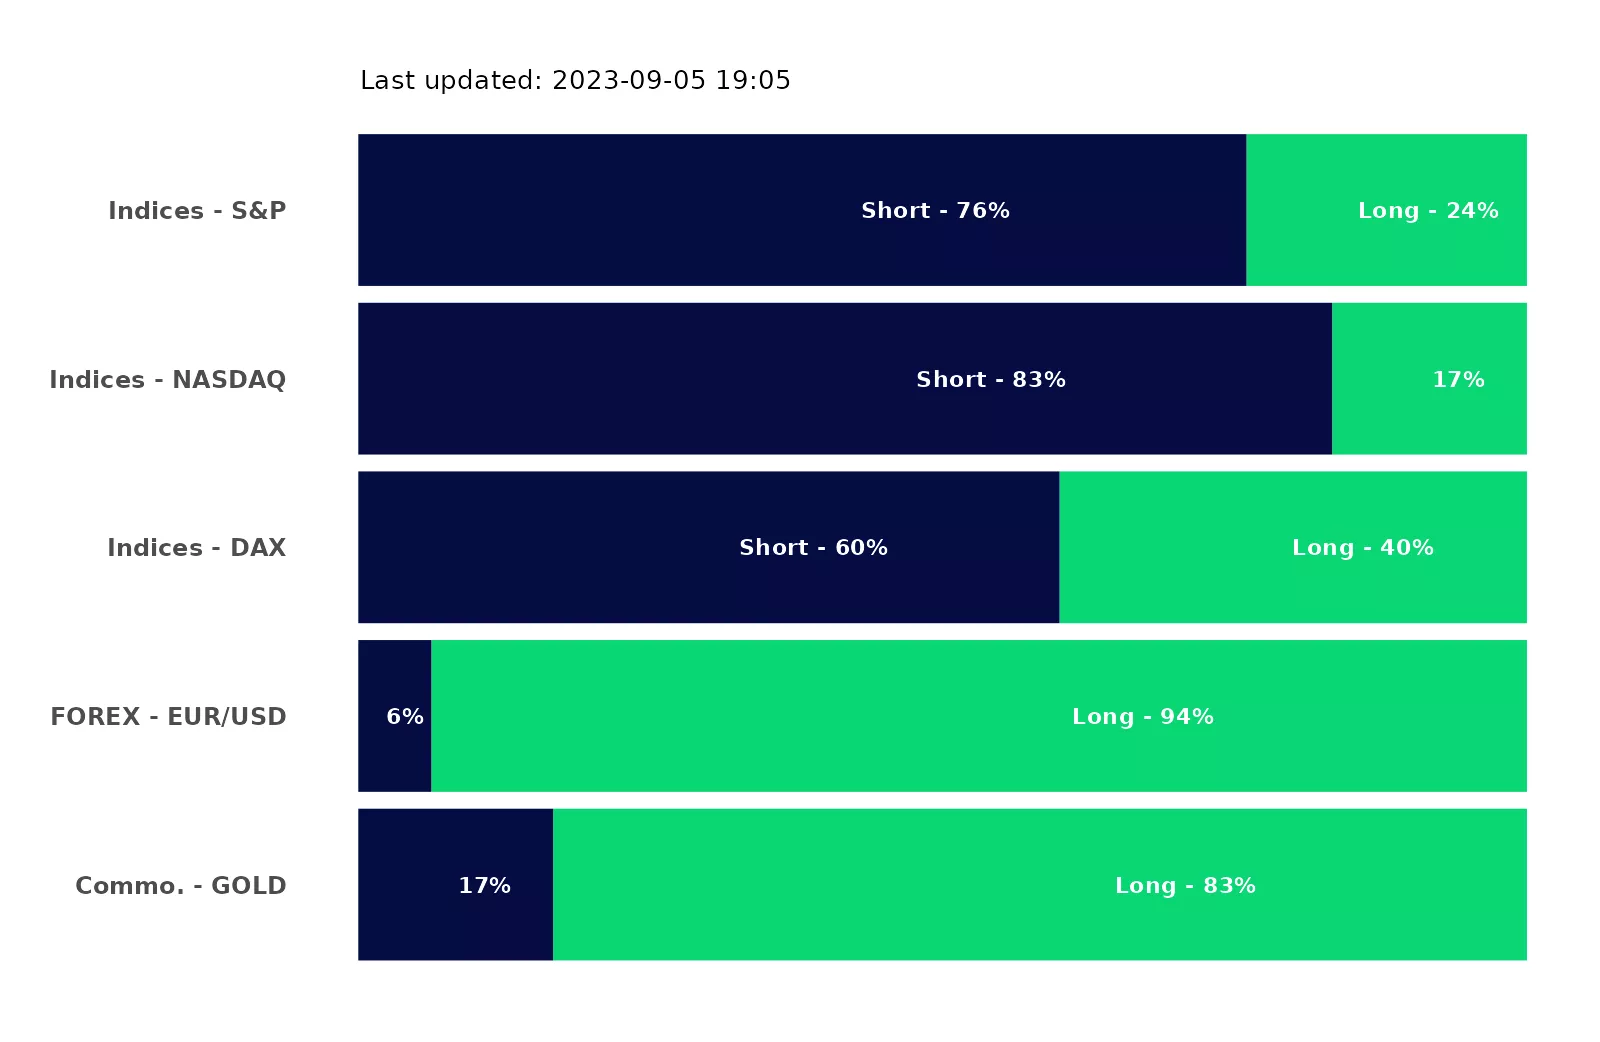 Last updated: 2023-09-05 19:05
Indices - S&P
Short - 76%
Long - 24%
Indices - NASDAQ
Short - 83%
17%
Indices - DAX
Short - 60%
Long - 40%
FOREX - EUR/USD
6%
Long - 94%
Commo. - GOLD
17%
Long - 83%